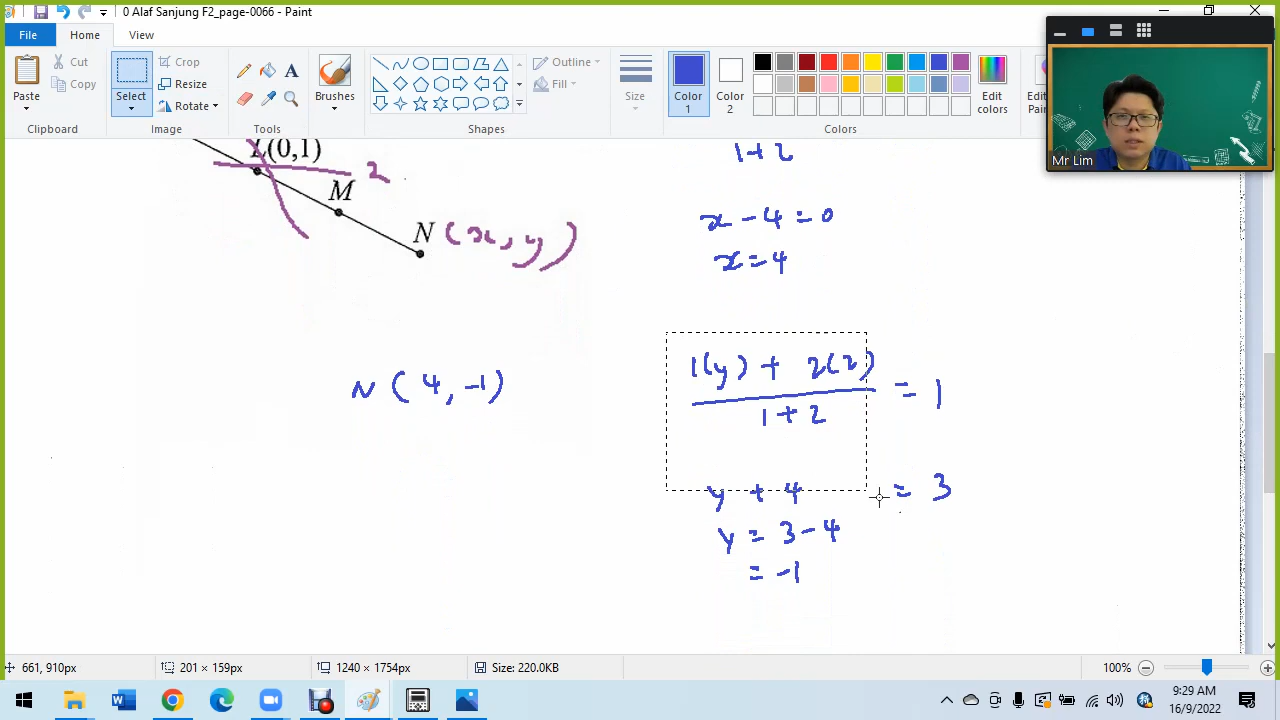 0 Alaf Sanjung F2_page-0066 - Paint
File Home View
Paste
Cut
Copy
Clipboard
Select
Crop
Resize
Rotate
Image
A
Tools
Brushes
Shapes
Outline
Fill
Size
Color 1
Color 2
Colors
Edit colors
Mr Lim
L(0,1)
2
M
N (x, y)
1+2
x - 4 = 0
x = 4
N (4, -1)
1(y) + 2(2)
= 1
1 + 2
y + 4 = 3
y = 3 - 4
= -1
661, 910px
201 × 159px
1240 × 1754px
Size: 220.0KB
100%
9:29 AM
16/9/2022